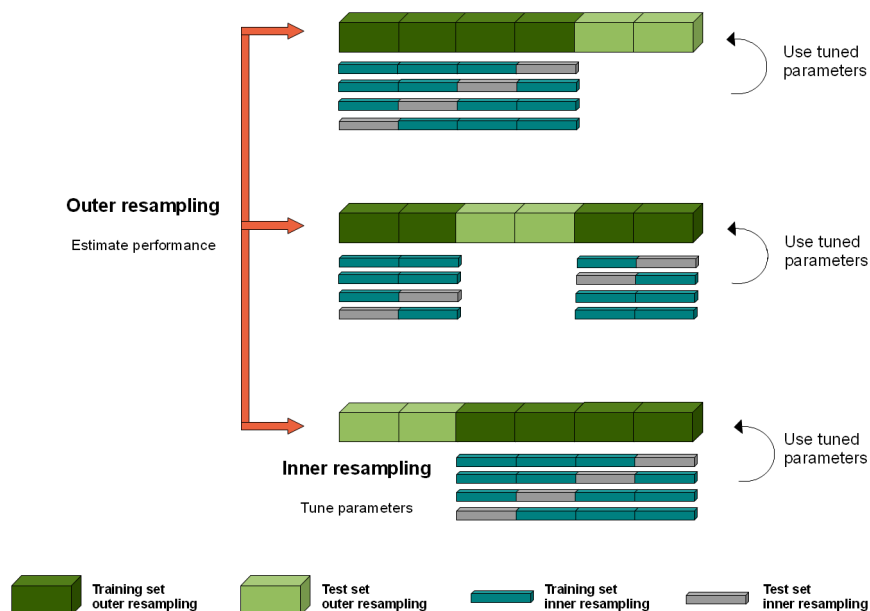 Use tuned
parameters
Outer resampling
Estimate performance
Use tuned
parameters
Use tuned
parameters
Inner resampling
Tune parameters
Training set
outer resampling
Test set
outer resampling
Training set
inner resampling
Test set
inner resampling